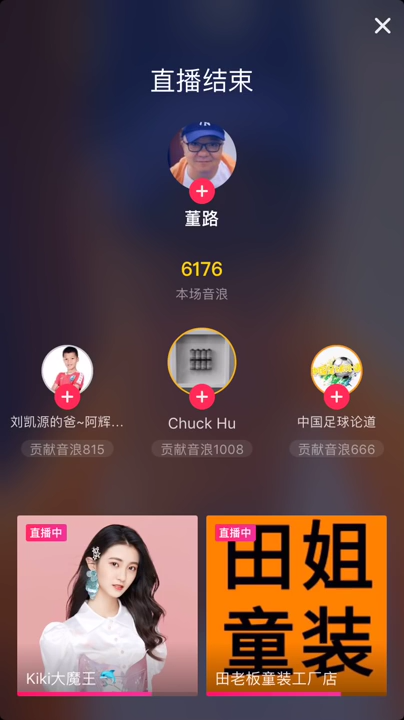 直播结束
董路
6176
本场音浪
刘凯源的爸~阿辉...
Chuck Hu
中国足球论道
贡献音浪815
贡献音浪1008
贡献音浪666
直播中
直播中
田姐
童装
Kiki大魔王
田老板童装工厂店